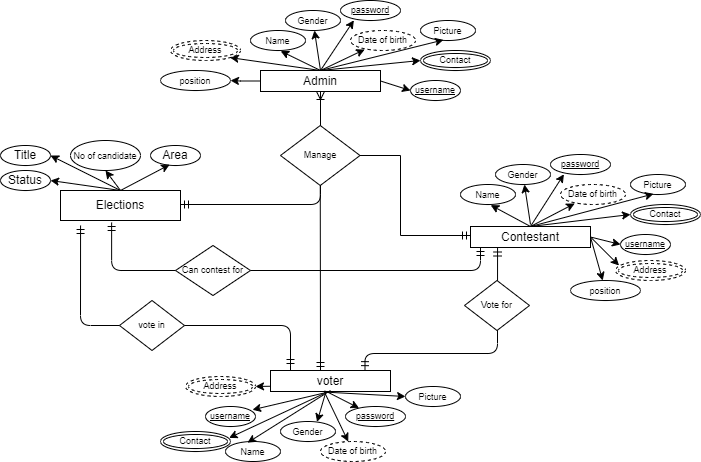 password
Gender
Picture
Name
Date of birth
Address
Contact
position
Admin
username
Manage
Title
No of candidate
Area
Status
Elections
password
Gender
Picture
Name
Date of birth
Contact
Contestant
username
Address
position
Can contest for
Vote for
vote in
voter
Address
Picture
username
password
Gender
Contact
Name
Date of birth